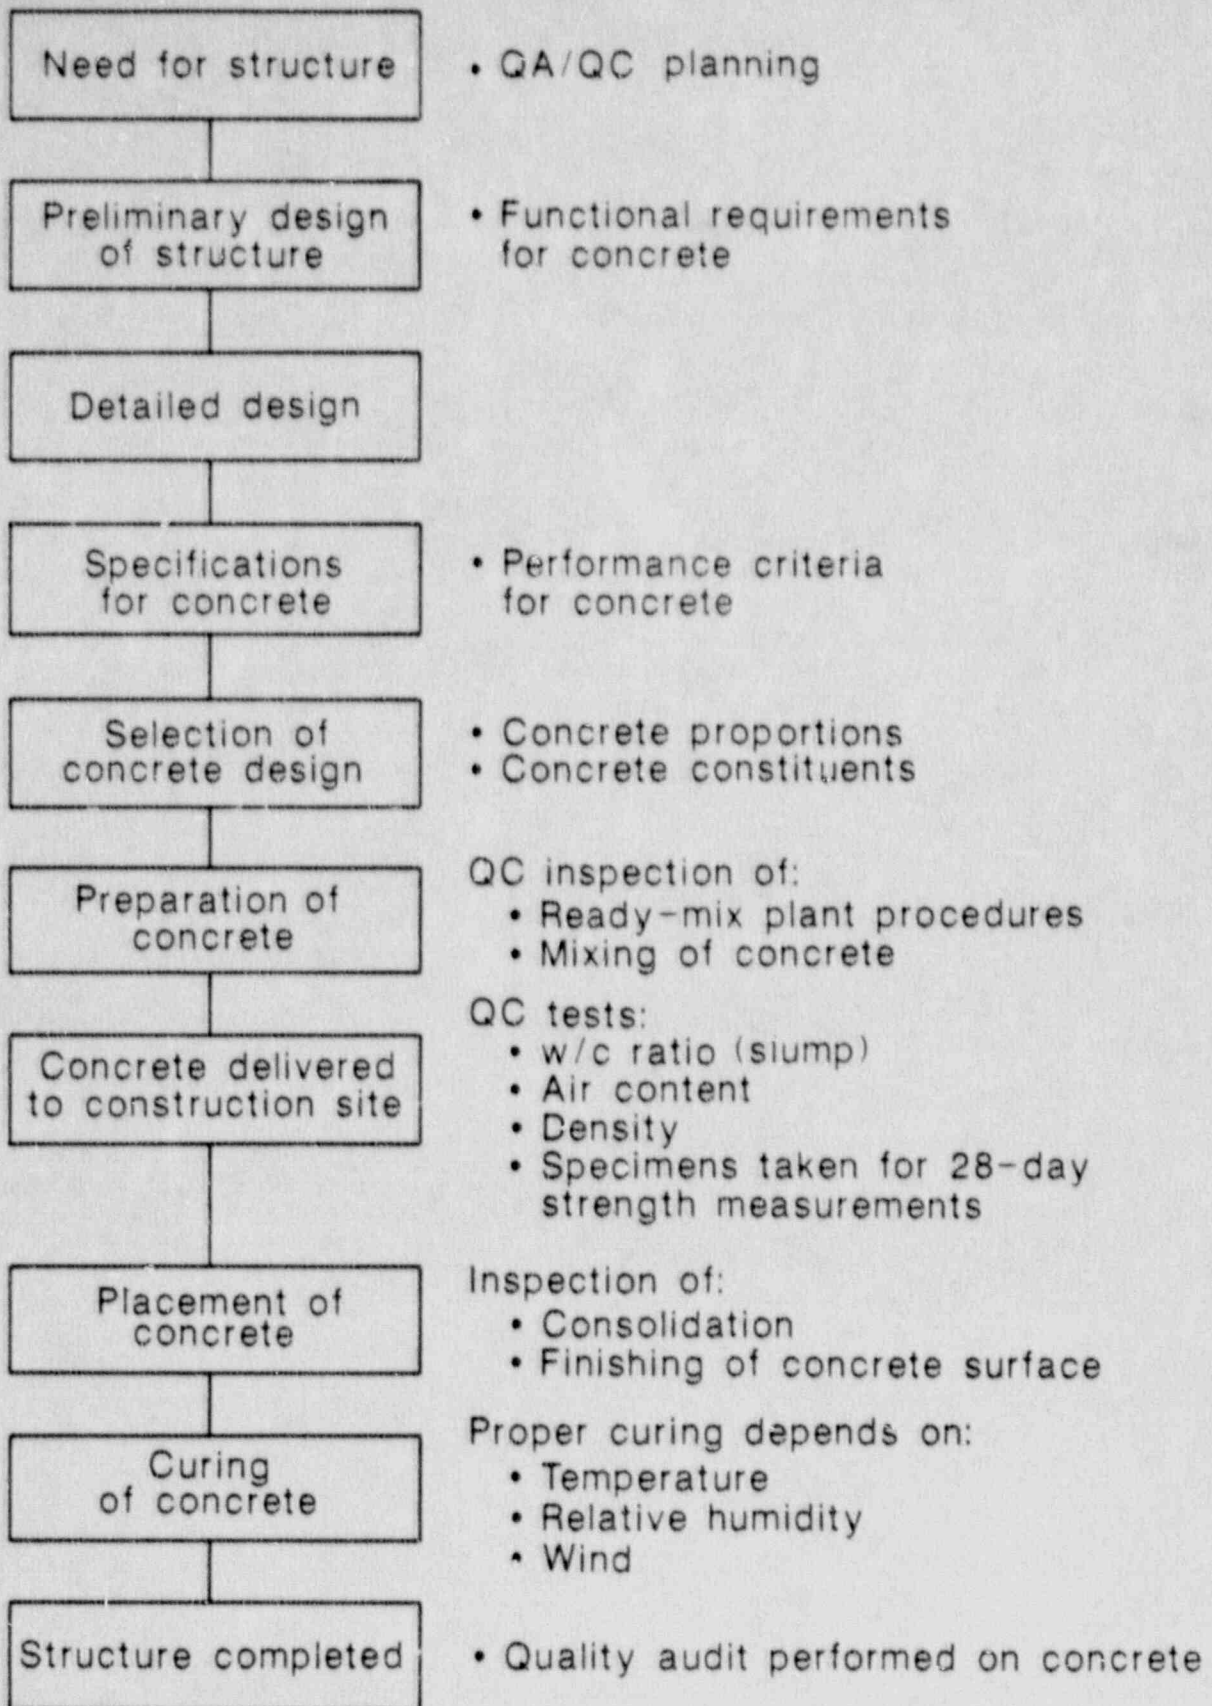 Need for structure
• QA/QC planning
Preliminary design
of structure
• Functional requirements
for concrete
Detailed design
Specifications
for concrete
• Performance criteria
for concrete
Selection of
concrete design
• Concrete proportions
• Concrete constituents
Preparation of
concrete
QC inspection of:
• Ready-mix plant procedures
• Mixing of concrete
Concrete delivered
to construction site
QC tests:
• w/c ratio (slump)
• Air content
• Density
• Specimens taken for 28-day
strength measurements
Placement of
concrete
Inspection of:
• Consolidation
• Finishing of concrete surface
Curing
of concrete
Proper curing depends on:
• Temperature
• Relative humidity
• Wind
Structure completed
• Quality audit performed on concrete